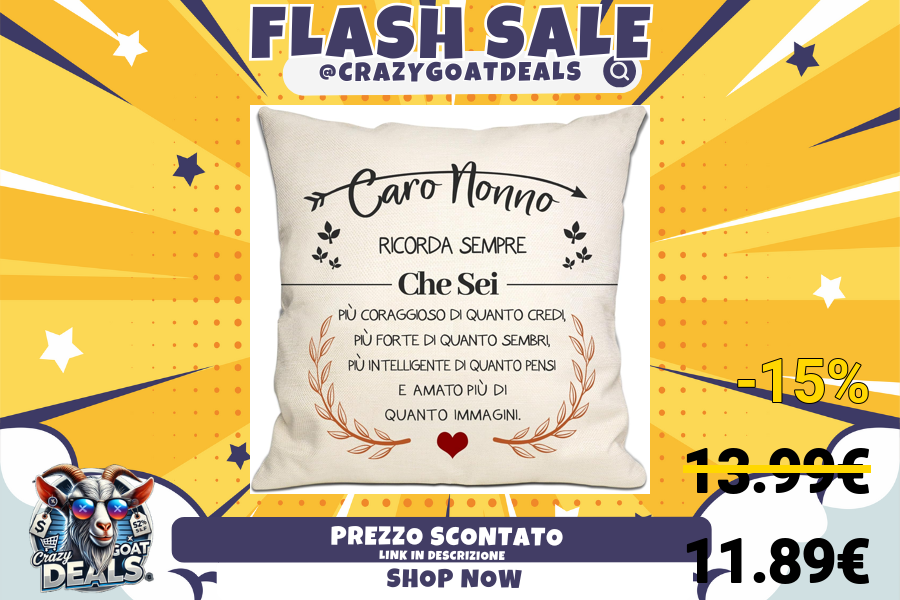 FLASH SALE
@CRAZYGOATDEALS
Caro Nonno
RICORDA SEMPRE
Che Sei
PIÙ CORAGGIOSO DI QUANTO CREDI,
PIÙ FORTE DI QUANTO SEMBRI,
PIÙ INTELLIGENTE DI QUANTO PENSI
E AMATO PIÙ DI
QUANTO IMMAGINI.
-15%
13.99€
11.89€
PREZZO SCONTATO
LINK IN DESCRIZIONE
SHOP NOW
$
52%
Crazy
GOAT
DEALS